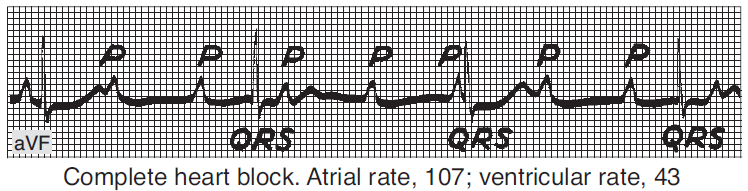 P P P P P P P
aVF QRS QRS QRS
Complete heart block. Atrial rate, 107; ventricular rate, 43